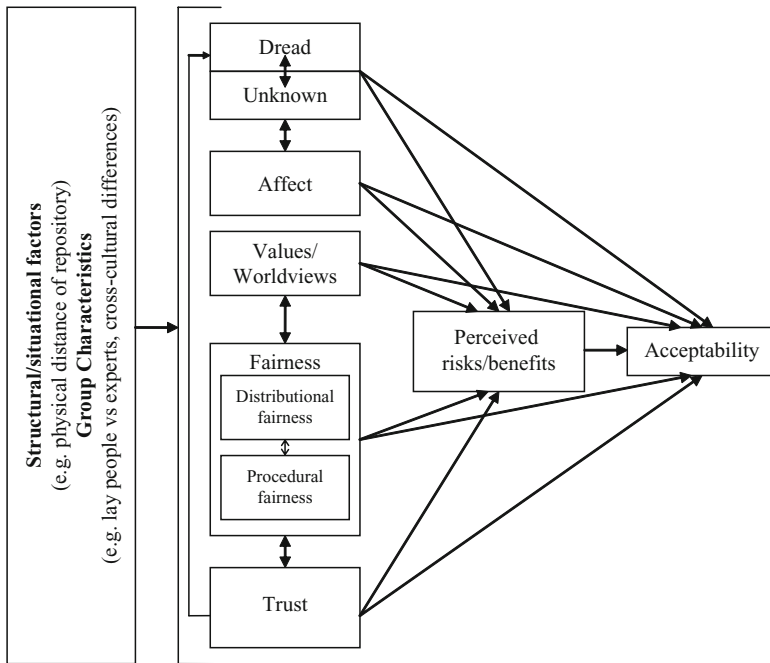 Structural/situational factors
(e.g. physical distance of repository)
Group Characteristics
(e.g. lay people vs experts, cross-cultural differences)
Dread
Unknown
Affect
Values/
Worldviews
Fairness
Distributional
fairness
Procedural
fairness
Trust
Perceived
risks/benefits
Acceptability